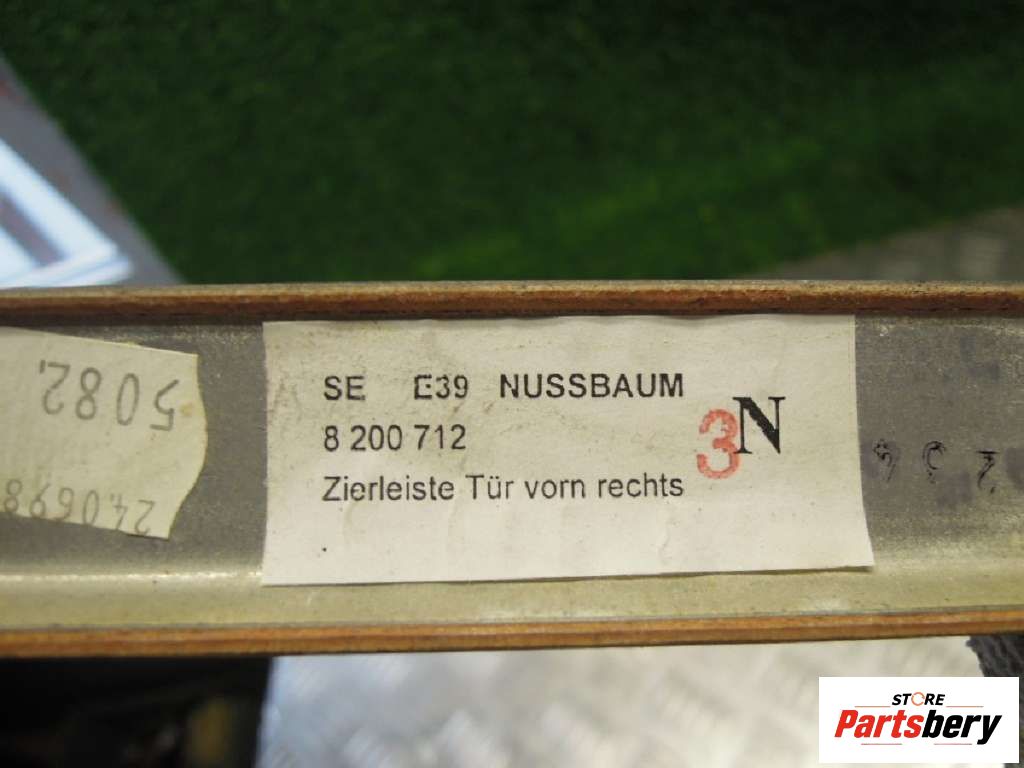 5082.
240698
SE E39 NUSSBAUM
8 200 712
3N
Zierleiste Tür vorn rechts
STORE
Partsbery